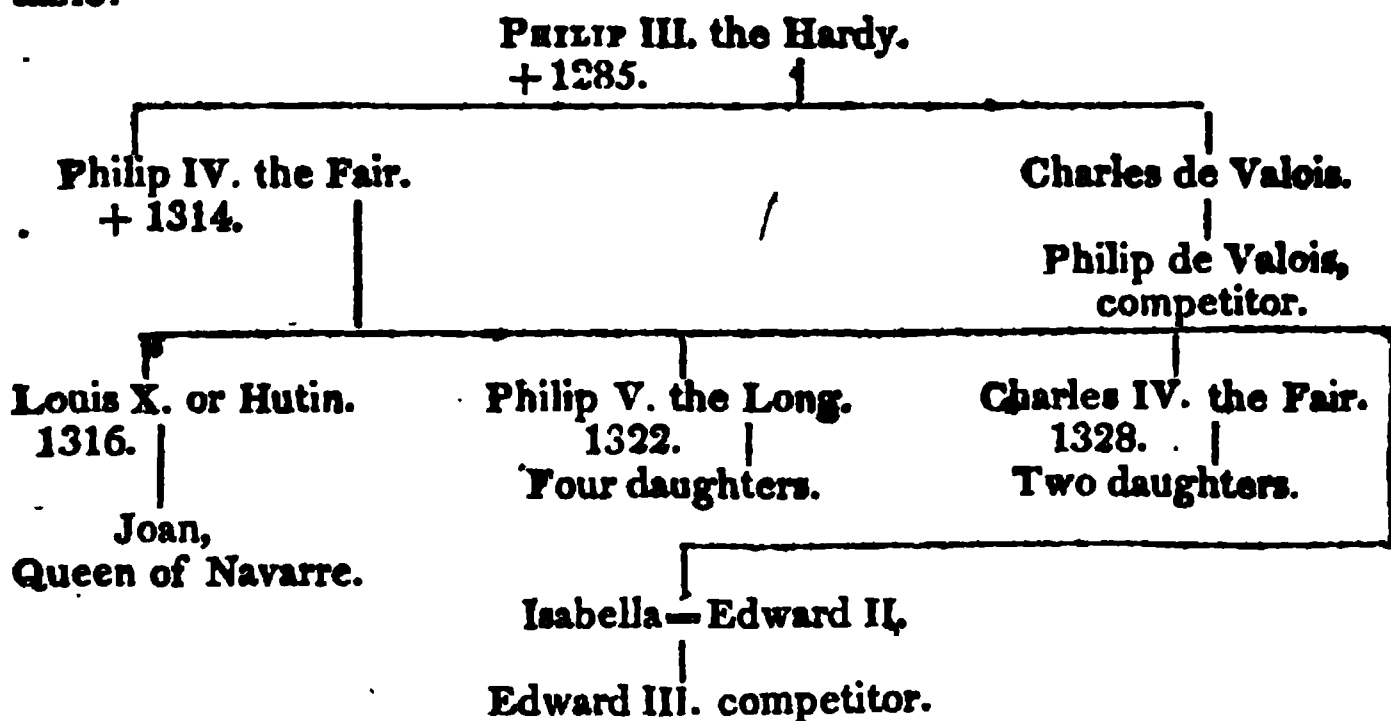 PHILIP III. the Hardy.
+ 1285.
Philip IV. the Fair.
+ 1314.
Charles de Valois.
Philip de Valois,
competitor.
Louis X. or Hutin.
1316.
Philip V. the Long.
1322.
Four daughters.
Charles IV. the Fair.
1328.
Two daughters.
Joan,
Queen of Navarre.
Isabella = Edward II.
Edward III. competitor.